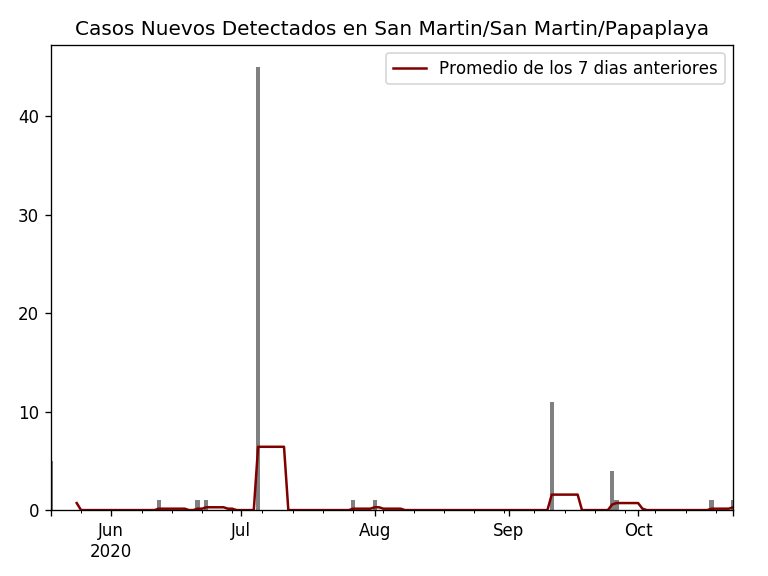 Casos Nuevos Detectados en San Martin/San Martin/Papaplaya
Promedio de los 7 dias anteriores
40
30
20
10
0
Jun Jul Aug Sep Oct
2020